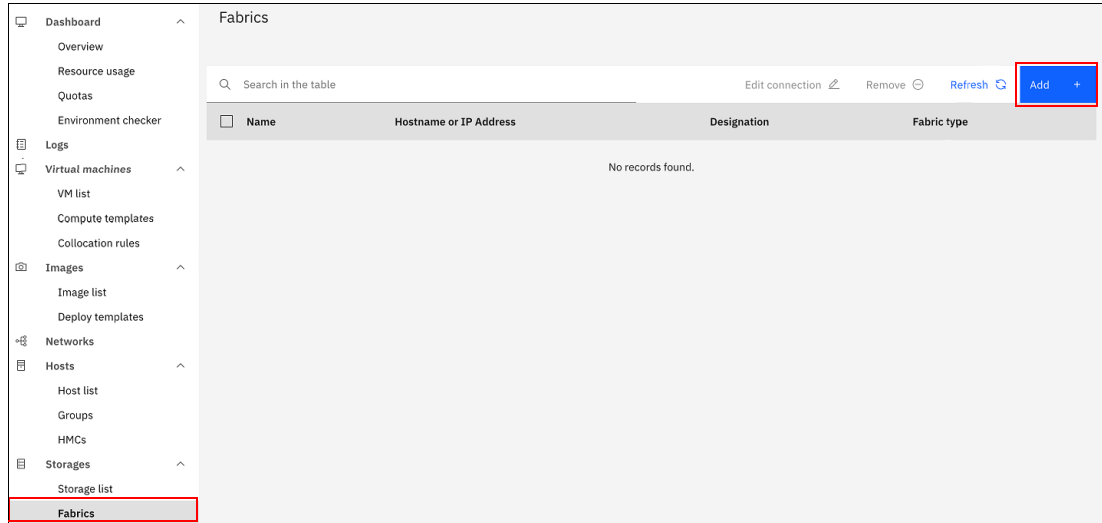 Dashboard
Overview
Resource usage
Quotas
Environment checker
Logs
Virtual machines
VM list
Compute templates
Collocation rules
Images
Image list
Deploy templates
Networks
Hosts
Host list
Groups
HMCs
Storages
Storage list
Fabrics
Fabrics
Search in the table Edit connection Remove Refresh Add +
Name Hostname or IP Address Designation Fabric type
No records found.